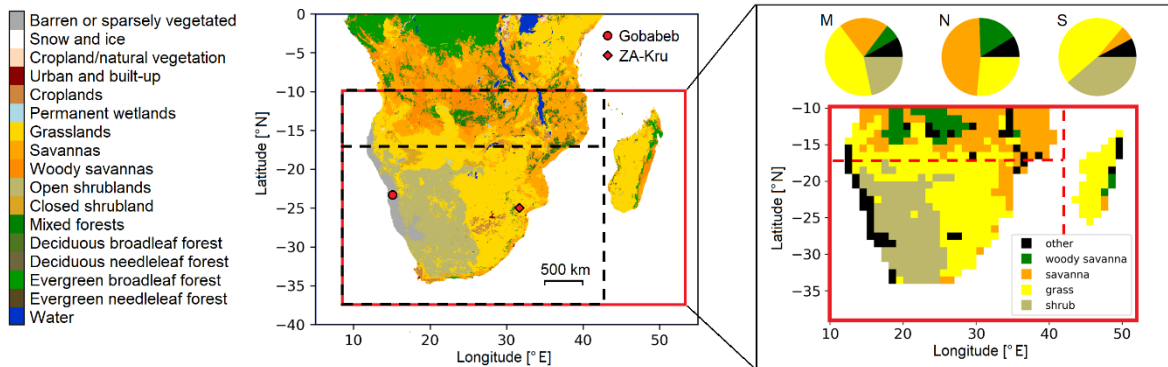 Barren or sparsely vegetated
Snow and ice
Cropland/natural vegetation
Urban and built-up
Croplands
Permanent wetlands
Grasslands
Savannas
Woody savannas
Open shrublands
Closed shrubland
Mixed forests
Deciduous broadleaf forest
Deciduous needleleaf forest
Evergreen broadleaf forest
Evergreen needleleaf forest
Water
0
−5
−10
−15
−20
−25
−30
−35
−40
Latitude [°N]
Gobabeb
ZA-Kru
500 km
10 20 30 40 50
Longitude [°E]
M N S
−10
−15
−20
−25
−30
−35
Latitude [°N]
other
woody savanna
savanna
grass
shrub
10 20 30 40 50
Longitude [°E]